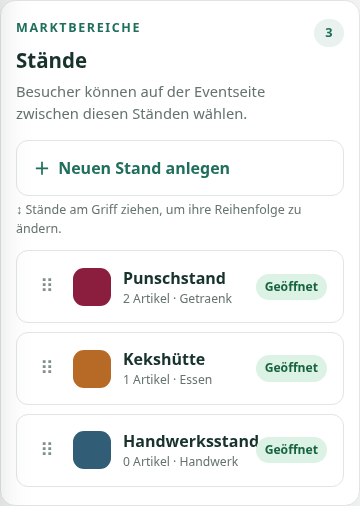 MARKTBEREICHE
3
Stände
Besucher können auf der Eventseite
zwischen diesen Ständen wählen.
+ Neuen Stand anlegen
↕ Stände am Griff ziehen, um ihre Reihenfolge zu
ändern.
Punschstand
2 Artikel · Getraenk
Geöffnet
Kekshütte
1 Artikel · Essen
Geöffnet
Handwerksstand
0 Artikel · Handwerk
Geöffnet